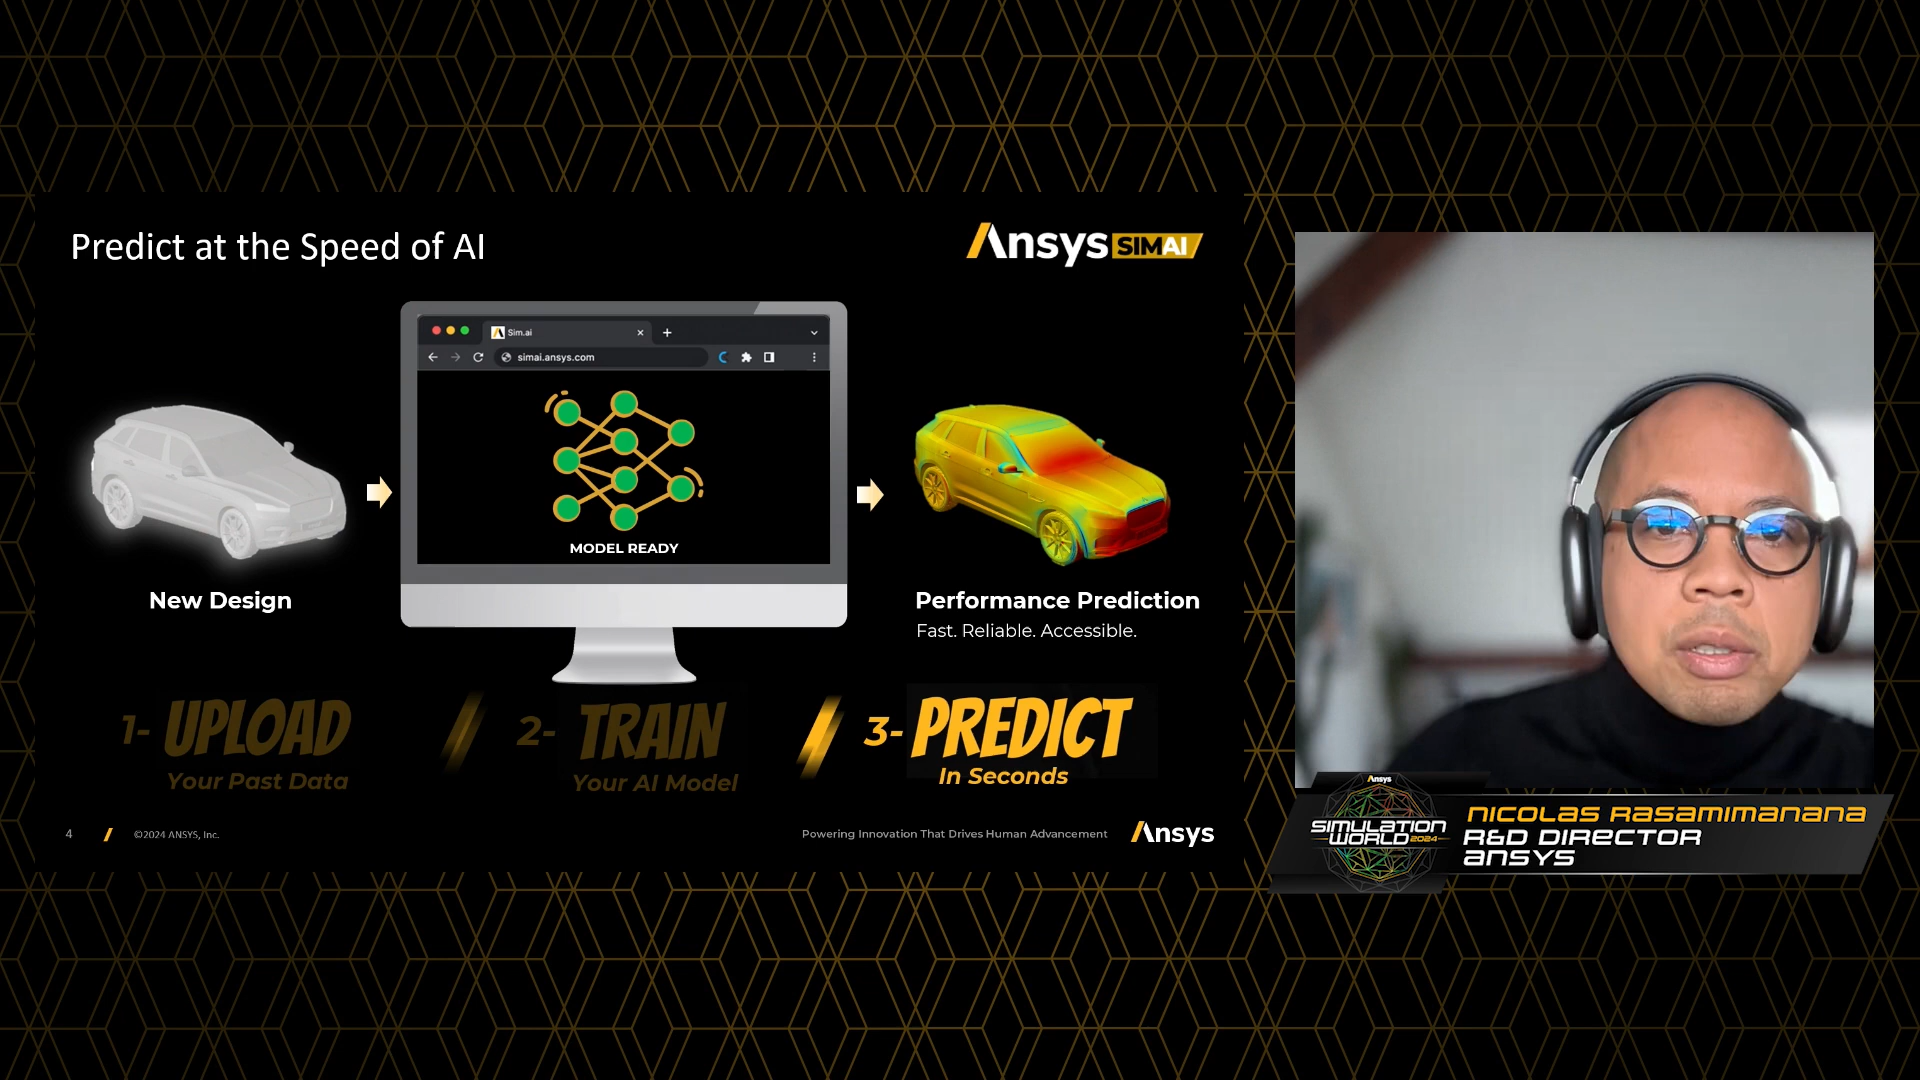 Predict at the Speed of AI
Ansys SIMAI
Sim.ai
simai.ansys.com
MODEL READY
New Design
Performance Prediction
Fast. Reliable. Accessible.
1- UPLOAD
Your Past Data
2- TRAIN
Your AI Model
3- PREDICT
In Seconds
4
©2024 ANSYS, Inc.
Powering Innovation That Drives Human Advancement
Ansys
Ansys
SIMULATION
WORLD 2024
NICOLAS RASAMIMANANA
R&D DIRECTOR
ANSYS